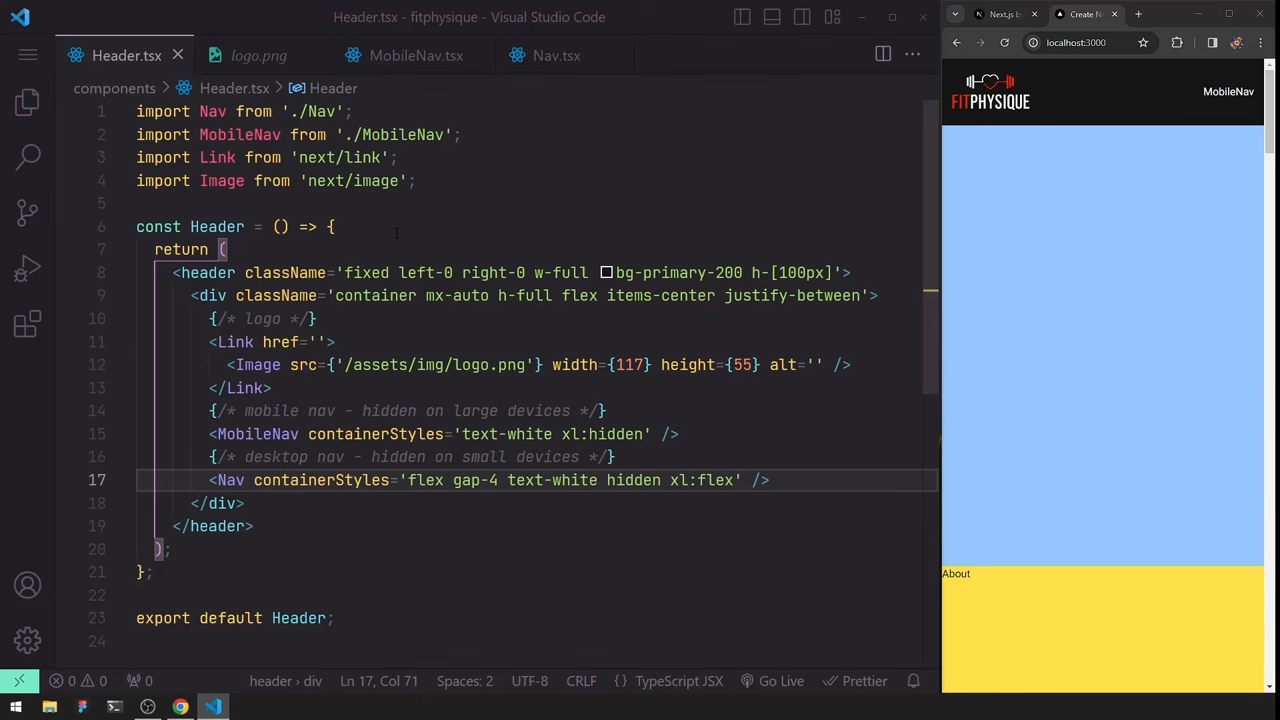 Header.tsx - fitphysique - Visual Studio Code
Header.tsx
logo.png
MobileNav.tsx
Nav.tsx
components > Header.tsx > Header
1 import Nav from './Nav';
2 import MobileNav from './MobileNav';
3 import Link from 'next/link';
4 import Image from 'next/image';
5
6 const Header = () => {
7 return (
8 <header className='fixed left-0 right-0 w-full bg-primary-200 h-[100px]'>
9 <div className='container mx-auto h-full flex items-center justify-between'>
10 {/* logo */}
11 <Link href=''>
12 <Image src={'/assets/img/logo.png'} width={117} height={55} alt='' />
13 </Link>
14 {/* mobile nav - hidden on large devices */}
15 <MobileNav containerStyles='text-white xl:hidden' />
16 {/* desktop nav - hidden on small devices */}
17 <Nav containerStyles='flex gap-4 text-white hidden xl:flex' />
18 </div>
19 </header>
20 );
21 };
22
23 export default Header;
24
0 0 0 header › div Ln 17, Col 71 Spaces: 2 UTF-8 CRLF {} TypeScript JSX Go Live Prettier
Next.js by
Create N
localhost:3000
FITPHYSIQUE
MobileNav
About